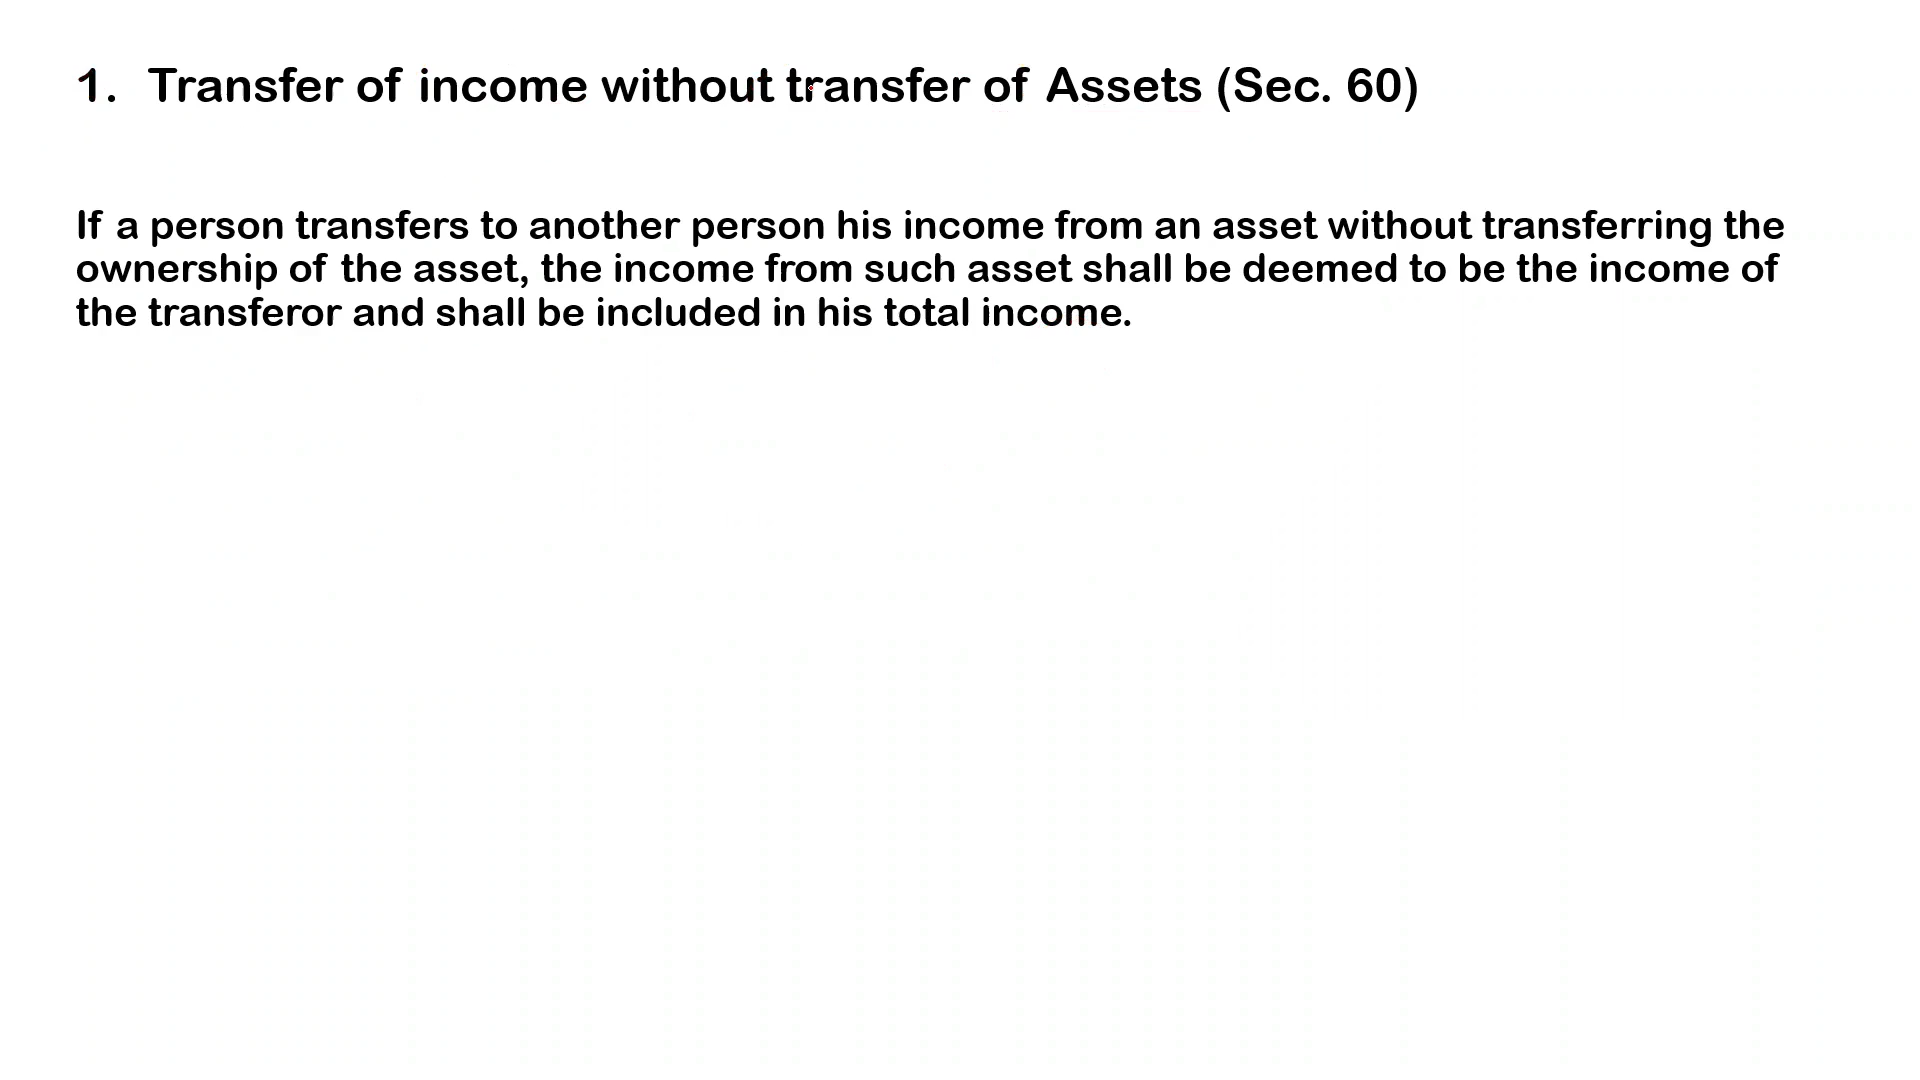 1. Transfer of income without transfer of Assets (Sec. 60)
If a person transfers to another person his income from an asset without transferring the
ownership of the asset, the income from such asset shall be deemed to be the income of
the transferor and shall be included in his total income.